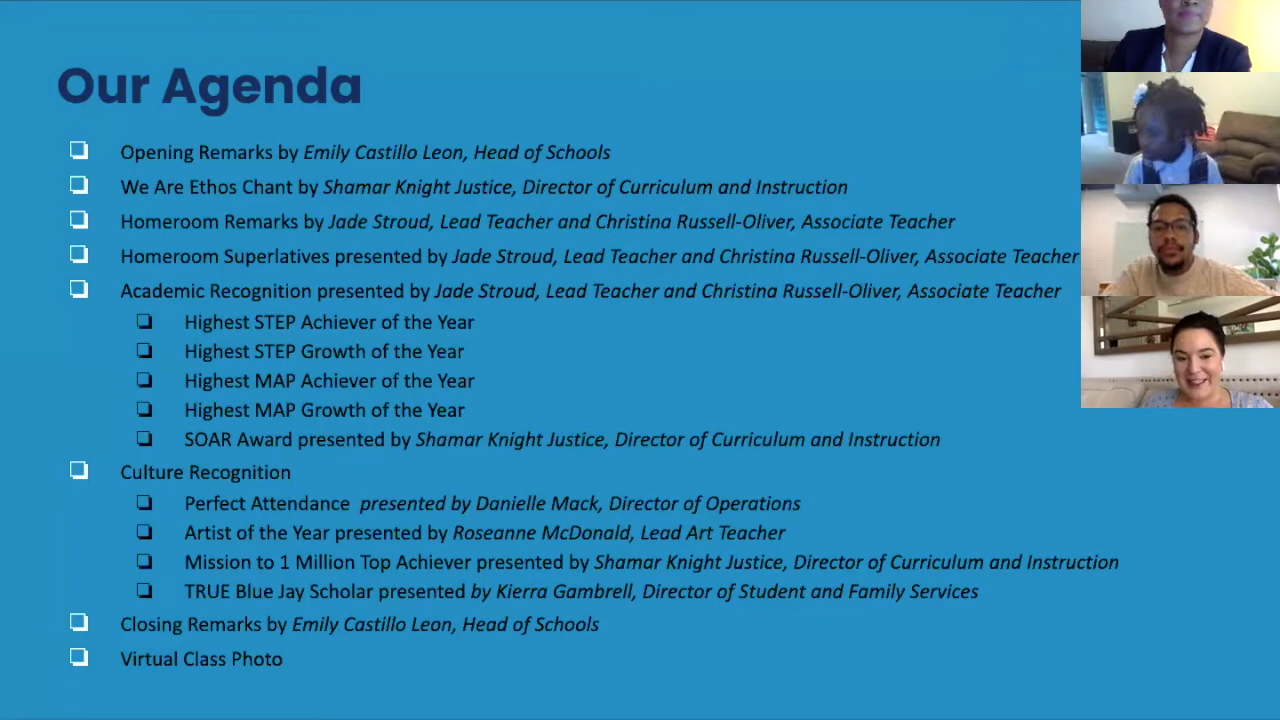 Our Agenda
Opening Remarks by Emily Castillo Leon, Head of Schools
We Are Ethos Chant by Shamar Knight Justice, Director of Curriculum and Instruction
Homeroom Remarks by Jade Stroud, Lead Teacher and Christina Russell-Oliver, Associate Teacher
Homeroom Superlatives presented by Jade Stroud, Lead Teacher and Christina Russell-Oliver, Associate Teacher
Academic Recognition presented by Jade Stroud, Lead Teacher and Christina Russell-Oliver, Associate Teacher
Highest STEP Achiever of the Year
Highest STEP Growth of the Year
Highest MAP Achiever of the Year
Highest MAP Growth of the Year
SOAR Award presented by Shamar Knight Justice, Director of Curriculum and Instruction
Culture Recognition
Perfect Attendance presented by Danielle Mack, Director of Operations
Artist of the Year presented by Roseanne McDonald, Lead Art Teacher
Mission to 1 Million Top Achiever presented by Shamar Knight Justice, Director of Curriculum and Instruction
TRUE Blue Jay Scholar presented by Kierra Gambrell, Director of Student and Family Services
Closing Remarks by Emily Castillo Leon, Head of Schools
Virtual Class Photo